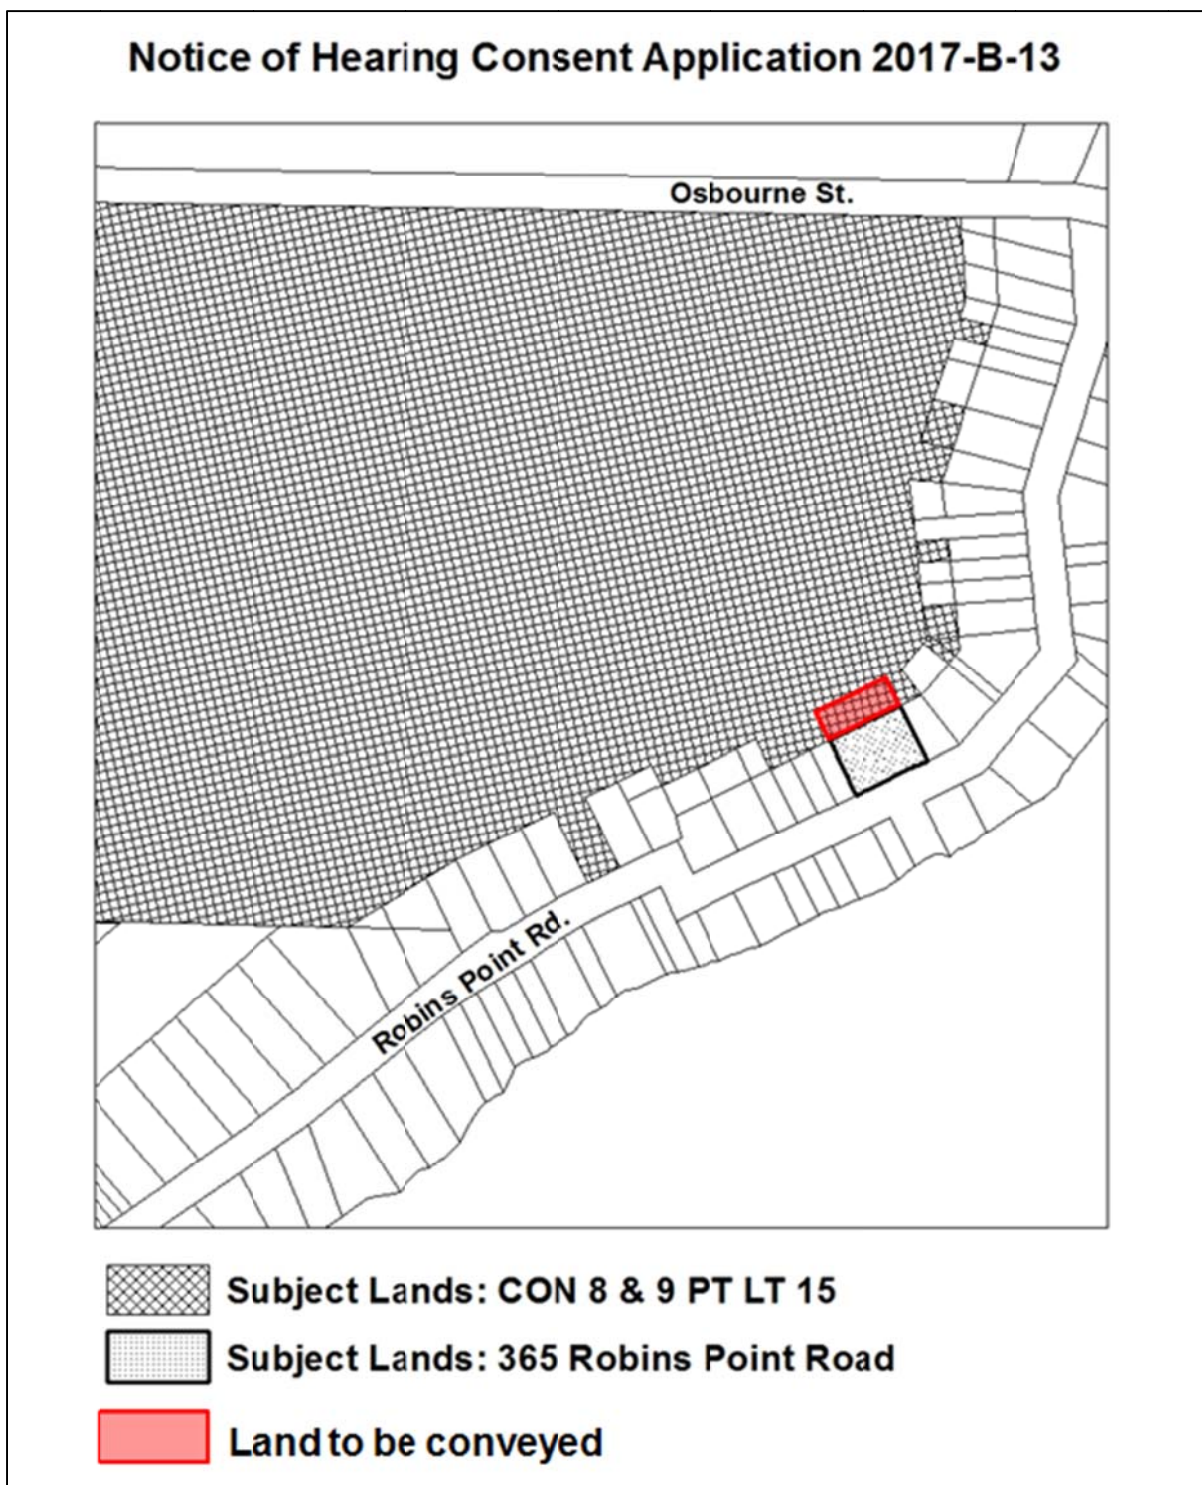 Notice of Hearing Consent Application 2017-B-13
Osbourne St.
Robins Point Rd.
Subject Lands: CON 8 & 9 PT LT 15
Subject Lands: 365 Robins Point Road
Land to be conveyed